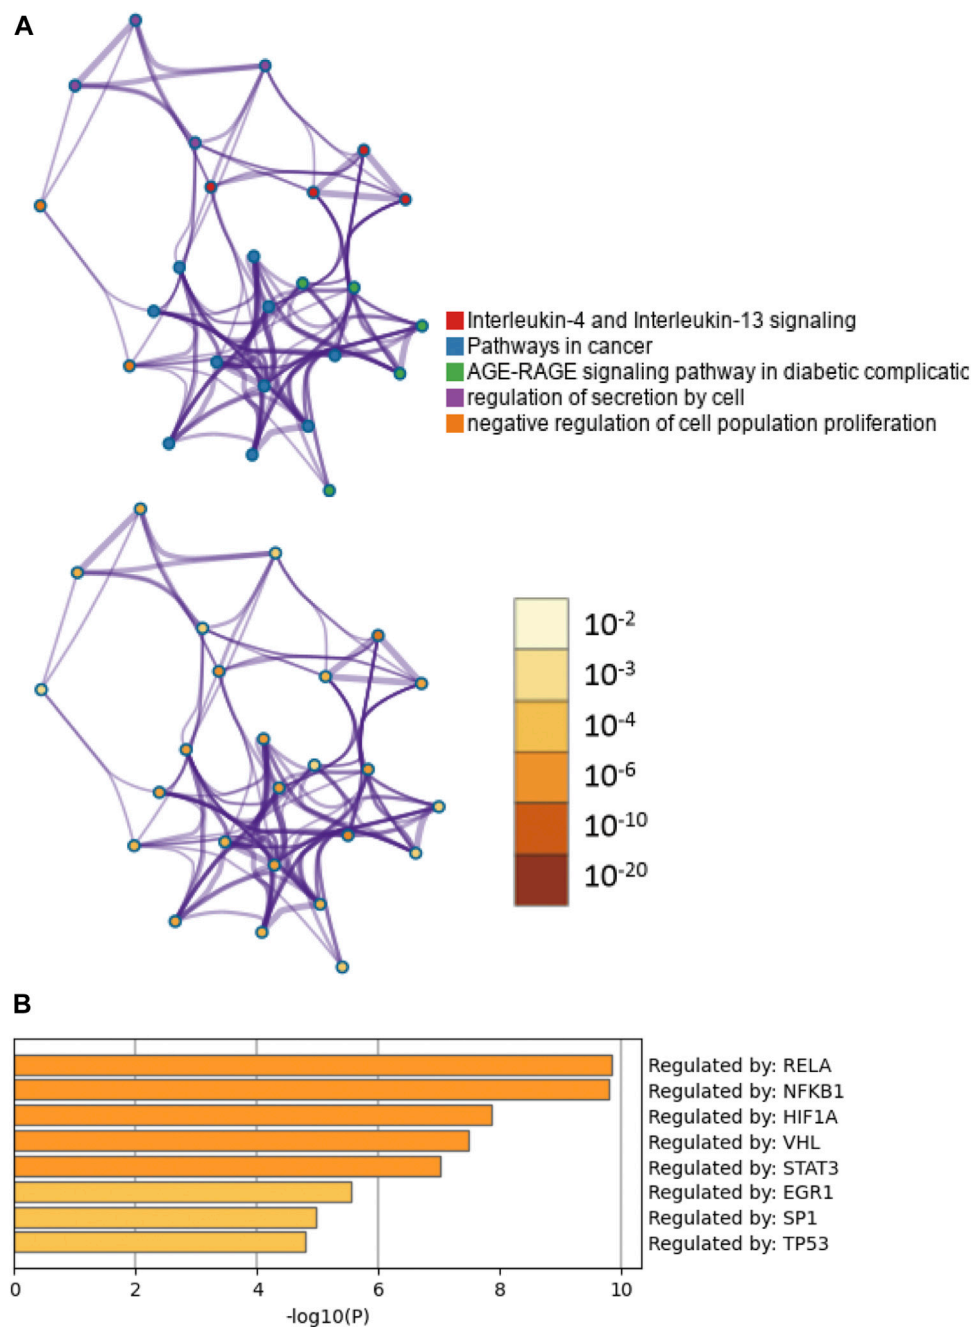 A
Interleukin-4 and Interleukin-13 signaling
Pathways in cancer
AGE-RAGE signaling pathway in diabetic complicatic
regulation of secretion by cell
negative regulation of cell population proliferation
10-2
10-3
10-4
10-6
10-10
10-20
B
Regulated by: RELA
Regulated by: NFKB1
Regulated by: HIF1A
Regulated by: VHL
Regulated by: STAT3
Regulated by: EGR1
Regulated by: SP1
Regulated by: TP53
0 2 4 6 8 10
-log10(P)